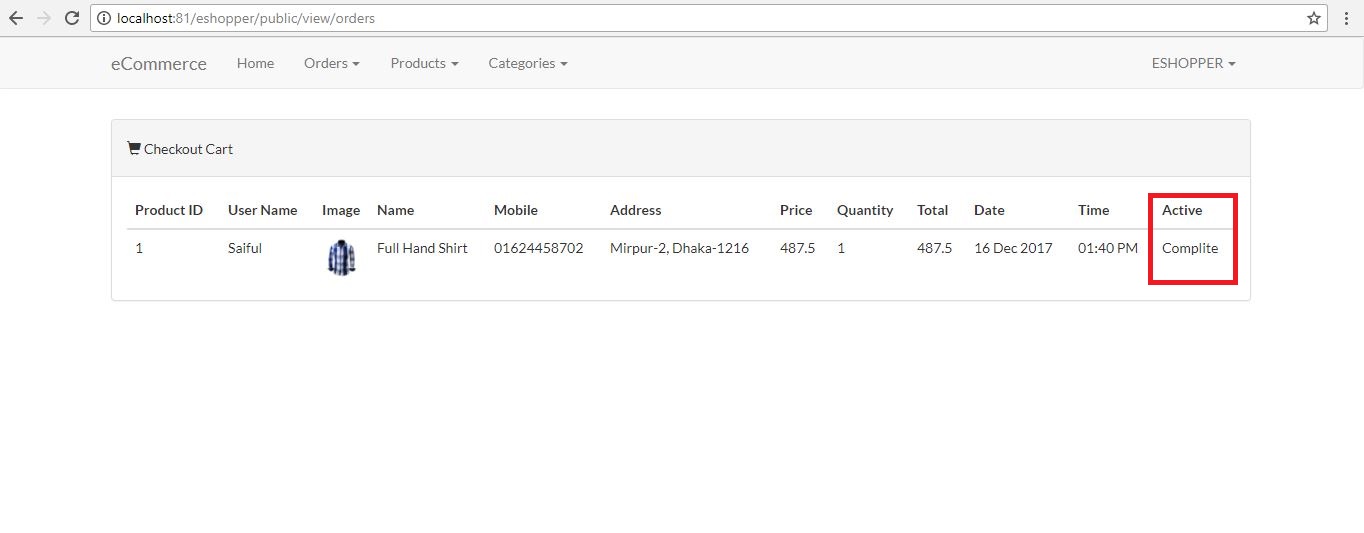 localhost:81/eshopper/public/view/orders
eCommerce Home Orders Products Categories ESHOPPER
Checkout Cart
Product ID User Name Image Name Mobile Address Price Quantity Total Date Time Active
1 Saiful Full Hand Shirt 01624458702 Mirpur-2, Dhaka-1216 487.5 1 487.5 16 Dec 2017 01:40 PM Complite